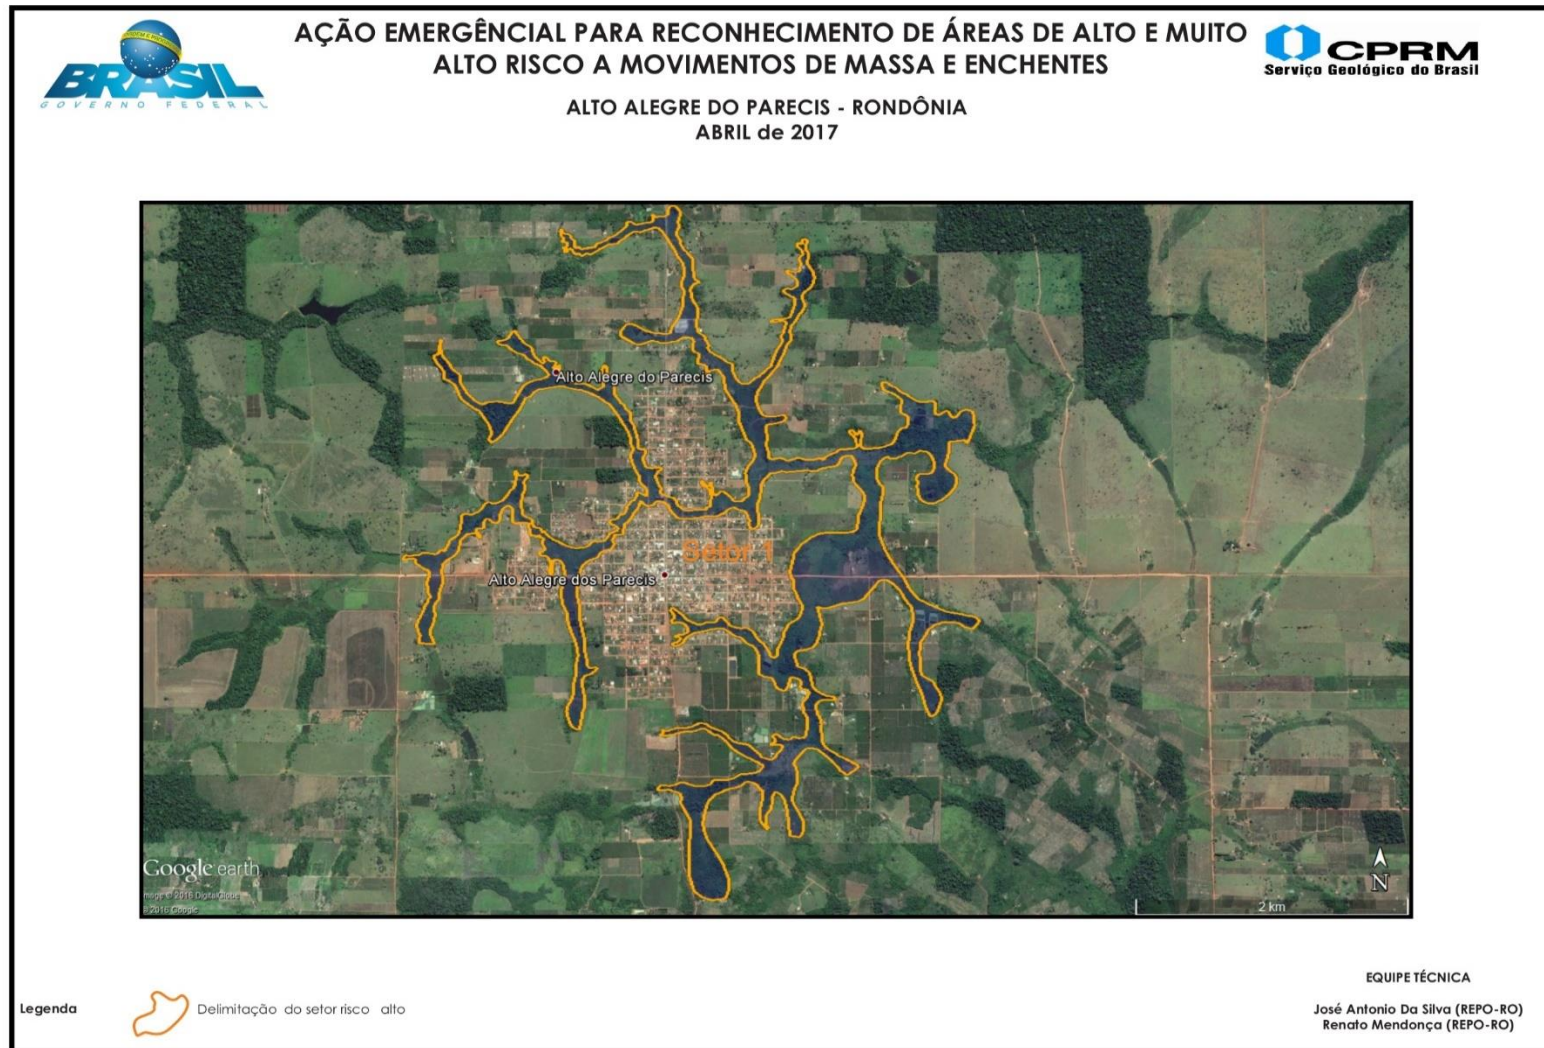 BRASIL
GOVERNO FEDERAL
AÇÃO EMERGÊNCIAL PARA RECONHECIMENTO DE ÁREAS DE ALTO E MUITO
ALTO RISCO A MOVIMENTOS DE MASSA E ENCHENTES
CPRM
Serviço Geológico do Brasil
ALTO ALEGRE DO PARECIS - RONDÔNIA
ABRIL de 2017
Alto Alegre do Parecis
Setor 1
Alto Alegre dos Parecis
Google earth
© 2016 Google
N
2 km
Legenda
Delimitação do setor risco alto
EQUIPE TÉCNICA
José Antonio Da Silva (REPO-RO)
Renato Mendonça (REPO-RO)